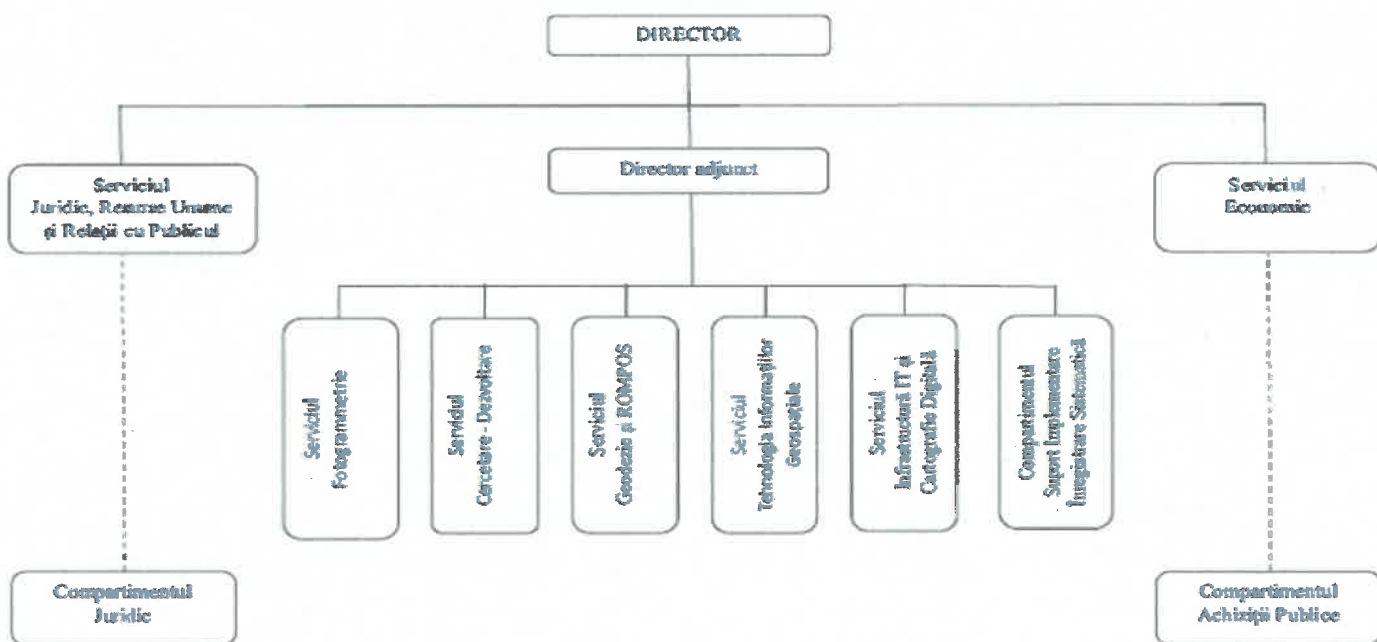 DIRECTOR
Serviciul
Juridic, Resurse Umane
și Relații cu Publicul
Director adjunct
Serviciul
Economic
Serviciul
Fotogrammetrie
Serviciul
Cercetare - Dezvoltare
Serviciul
Geodezie și ROMPOS
Serviciul
Tehnologia Informațiilor
Geospațiale
Serviciul
Infrastructură IT și
Cartografie Digitală
Compartimentul
Suport Implementare
Înregistrare Sistematică
Compartimentul
Juridic
Compartimentul
Achiziții Publice